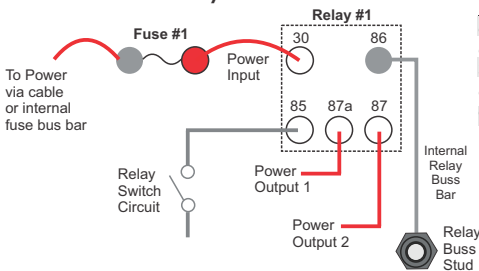 Relay #1
Fuse #1
30
86
To Power
via cable
or internal
fuse bus bar
Power
Input
85
87a
87
Relay
Switch
Circuit
Power
Output 1
Power
Output 2
Internal
Relay
Buss
Bar
Relay
Buss
Stud